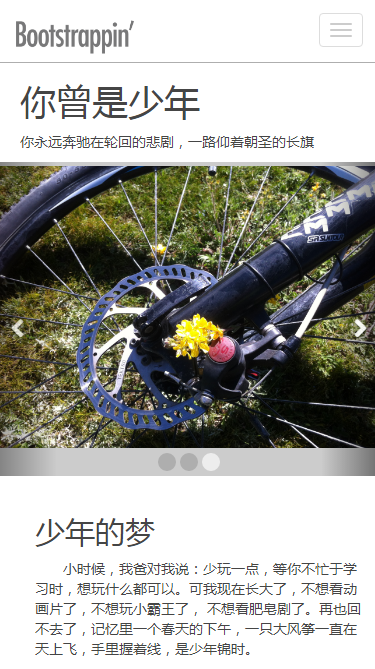 Bootstrappin'
你曾是少年
你永远奔驰在轮回的悲剧，一路仰着朝圣的长旗
少年的梦
小时候，我爸对我说：少玩一点，等你不忙于学
习时，想玩什么都可以。可我现在长大了，不想看动
画片了，不想玩小霸王了， 不想看肥皂剧了。再也回
不去了，记忆里一个春天的下午，一只大风筝一直在
天上飞，手里握着线，是少年锦时。